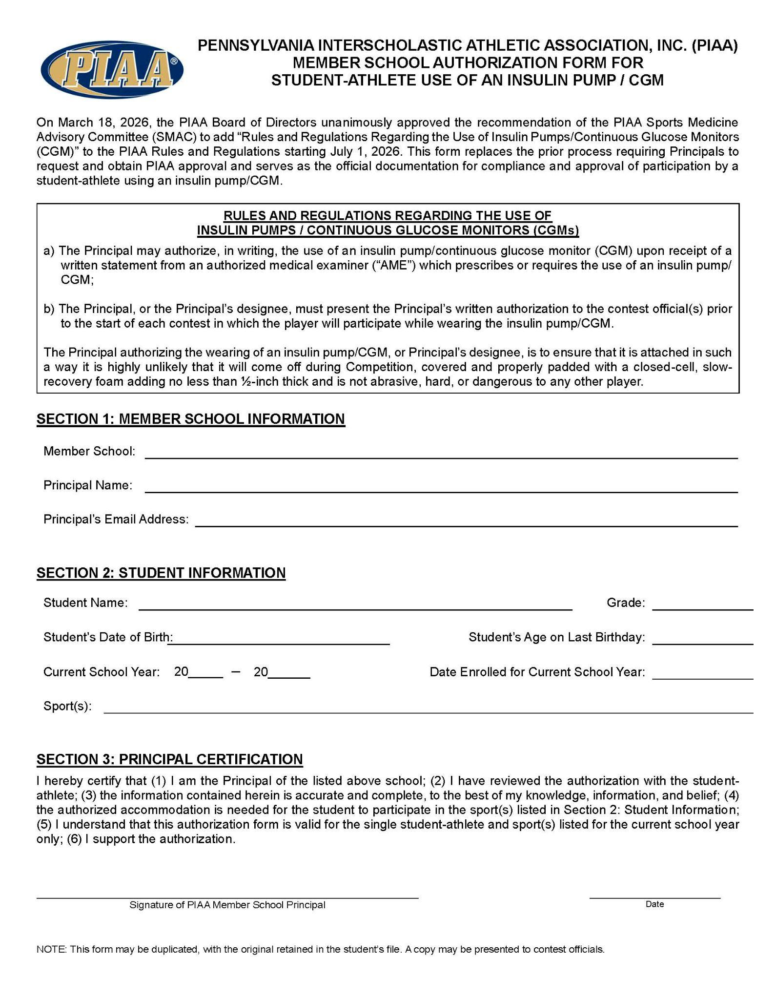 PIAA®
PENNSYLVANIA INTERSCHOLASTIC ATHLETIC ASSOCIATION, INC. (PIAA)
MEMBER SCHOOL AUTHORIZATION FORM FOR
STUDENT-ATHLETE USE OF AN INSULIN PUMP / CGM
On March 18, 2026, the PIAA Board of Directors unanimously approved the recommendation of the PIAA Sports Medicine
Advisory Committee (SMAC) to add “Rules and Regulations Regarding the Use of Insulin Pumps/Continuous Glucose Monitors
(CGM)” to the PIAA Rules and Regulations starting July 1, 2026. This form replaces the prior process requiring Principals to
request and obtain PIAA approval and serves as the official documentation for compliance and approval of participation by a
student-athlete using an insulin pump/CGM.
RULES AND REGULATIONS REGARDING THE USE OF
INSULIN PUMPS / CONTINUOUS GLUCOSE MONITORS (CGMs)
a) The Principal may authorize, in writing, the use of an insulin pump/continuous glucose monitor (CGM) upon receipt of a
written statement from an authorized medical examiner (“AME”) which prescribes or requires the use of an insulin pump/
CGM;
b) The Principal, or the Principal’s designee, must present the Principal’s written authorization to the contest official(s) prior
to the start of each contest in which the player will participate while wearing the insulin pump/CGM.
The Principal authorizing the wearing of an insulin pump/CGM, or Principal’s designee, is to ensure that it is attached in such
a way it is highly unlikely that it will come off during Competition, covered and properly padded with a closed-cell, slow-
recovery foam adding no less than ½-inch thick and is not abrasive, hard, or dangerous to any other player.
SECTION 1: MEMBER SCHOOL INFORMATION
Member School:
Principal Name:
Principal’s Email Address:
SECTION 2: STUDENT INFORMATION
Student Name: Grade:
Student’s Date of Birth: Student’s Age on Last Birthday:
Current School Year: 20_____ – 20______ Date Enrolled for Current School Year:
Sport(s):
SECTION 3: PRINCIPAL CERTIFICATION
I hereby certify that (1) I am the Principal of the listed above school; (2) I have reviewed the authorization with the student-
athlete; (3) the information contained herein is accurate and complete, to the best of my knowledge, information, and belief; (4)
the authorized accommodation is needed for the student to participate in the sport(s) listed in Section 2: Student Information;
(5) I understand that this authorization form is valid for the single student-athlete and sport(s) listed for the current school year
only; (6) I support the authorization.
Signature of PIAA Member School Principal Date
NOTE: This form may be duplicated, with the original retained in the student’s file. A copy may be presented to contest officials.